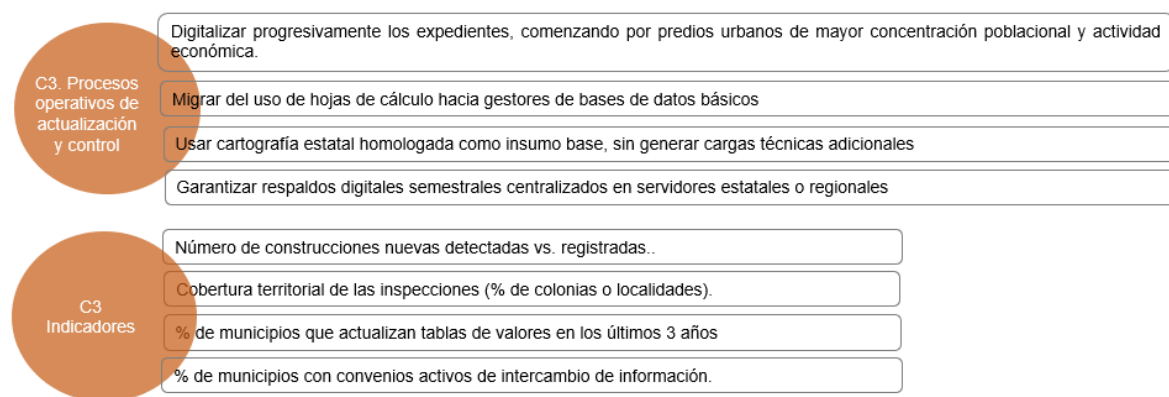 C3. Procesos
operativos de
actualización
y control
Digitalizar progresivamente los expedientes, comenzando por predios urbanos de mayor concentración poblacional y actividad
económica.
Migrar del uso de hojas de cálculo hacia gestores de bases de datos básicos
Usar cartografía estatal homologada como insumo base, sin generar cargas técnicas adicionales
Garantizar respaldos digitales semestrales centralizados en servidores estatales o regionales
C3
Indicadores
Número de construcciones nuevas detectadas vs. registradas..
Cobertura territorial de las inspecciones (% de colonias o localidades).
% de municipios que actualizan tablas de valores en los últimos 3 años
% de municipios con convenios activos de intercambio de información.